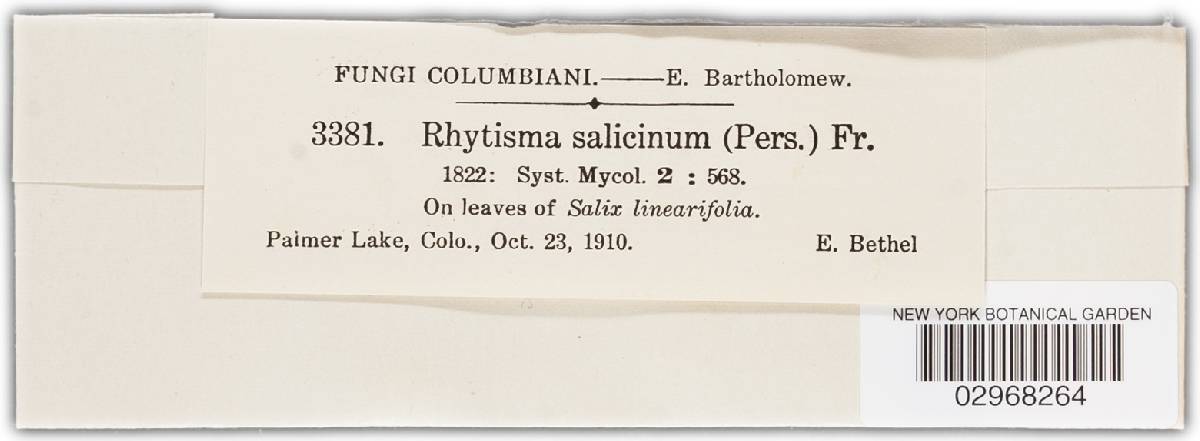 FUNGI COLUMBIANI.——E. Bartholomew.
3381. Rhytisma salicinum (Pers.) Fr.
1822: Syst. Mycol. 2 : 568.
On leaves of Salix linearifolia.
Palmer Lake, Colo., Oct. 23, 1910. E. Bethel
NEW YORK BOTANICAL GARDEN
02968264